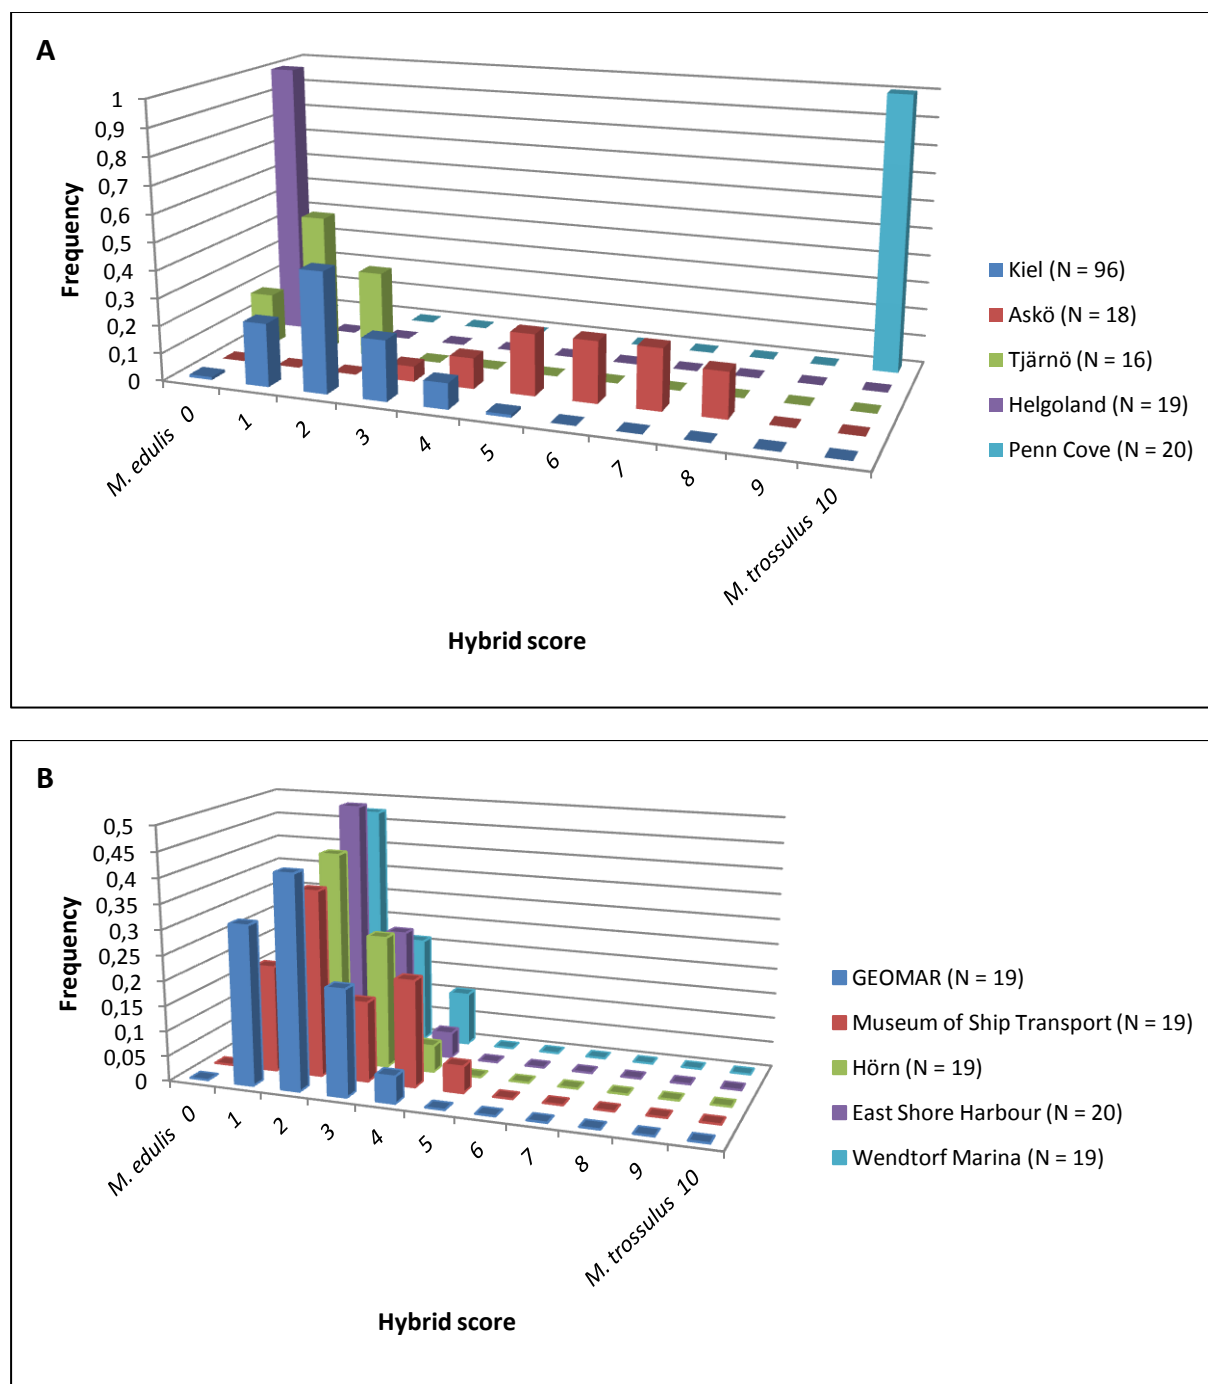 A
1
0,9
0,8
0,7
0,6
0,5
0,4
0,3
0,2
0,1
0
Frequency
M. edulis 0
1
2
3
4
5
6
7
8
9
M. trossulus 10
Hybrid score
Kiel (N = 96)
Askö (N = 18)
Tjärnö (N = 16)
Helgoland (N = 19)
Penn Cove (N = 20)
B
0,5
0,45
0,4
0,35
0,3
0,25
0,2
0,15
0,1
0,05
0
Frequency
M. edulis 0
1
2
3
4
5
6
7
8
9
M. trossulus 10
Hybrid score
GEOMAR (N = 19)
Museum of Ship Transport (N = 19)
Hörn (N = 19)
East Shore Harbour (N = 20)
Wendtorf Marina (N = 19)